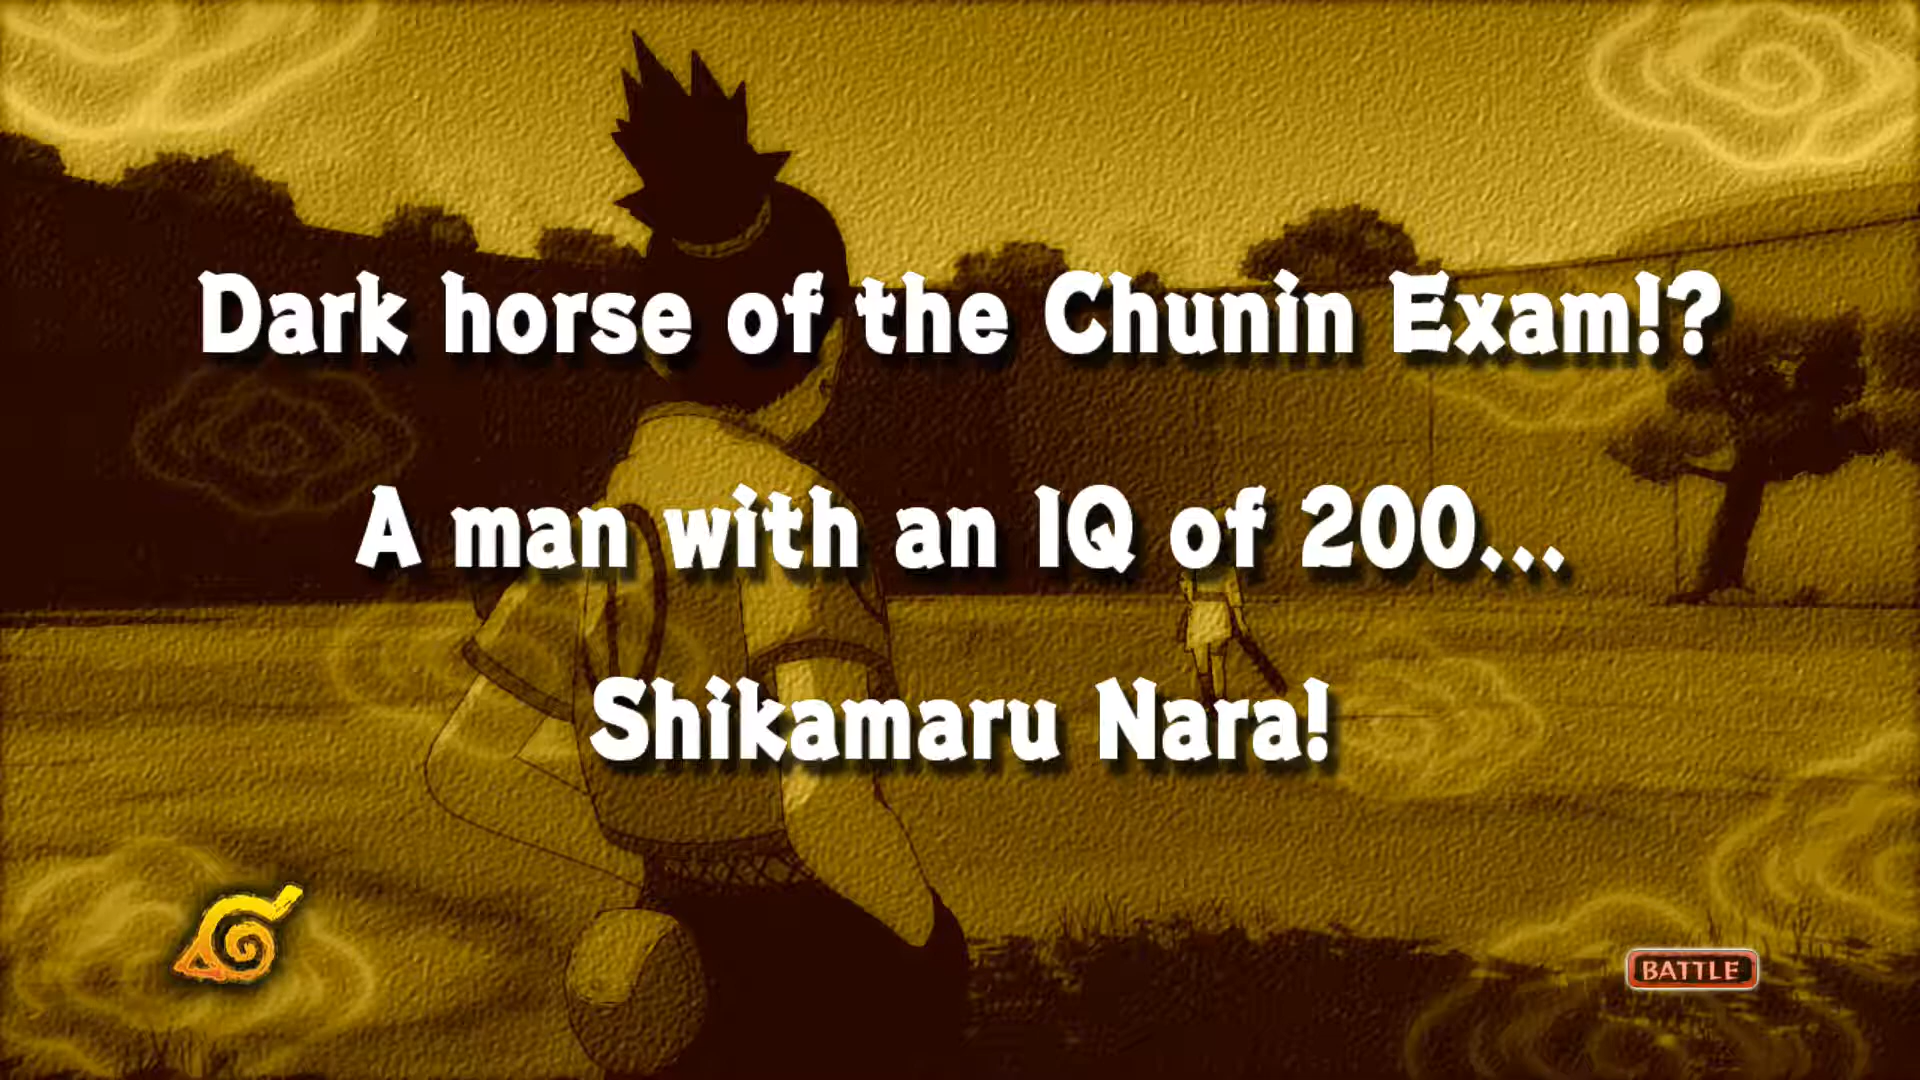 Dark horse of the Chunin Exam!?
A man with an IQ of 200...
Shikamaru Nara!
BATTLE